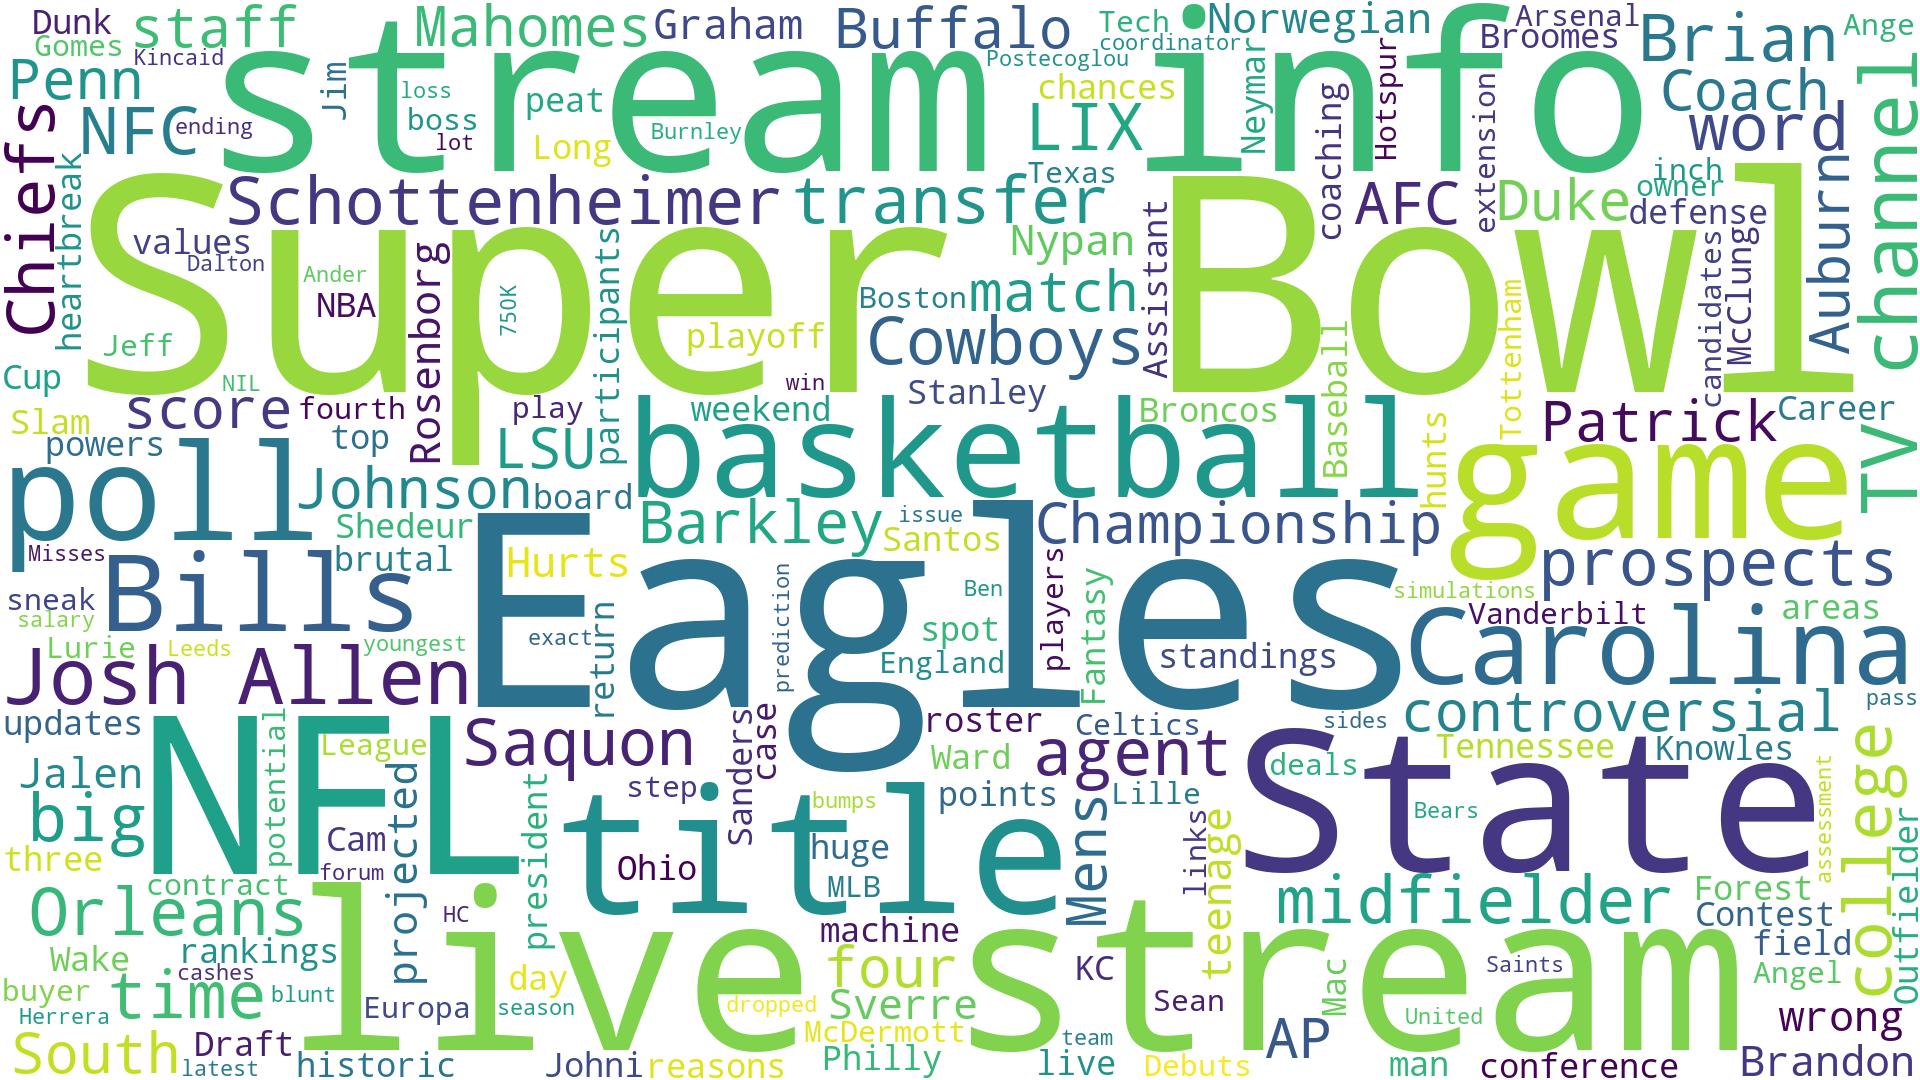 Dunk staff Mahomes Graham Buffalo Tech Norwegian Arsenal Brian Ange
Gomes Kincaid coordinator Broomes
Penn Jim stream info Postecoglou Coach channel
loss peat chances Neymar Hotspur extension
Chiefs NFC ending boss lot Long Burnley LIX coaching word
heartbreak Schottenheimer transfer Texas AFC Duke inch owner defense Auburn
values Dalton Super Bowl Nypan Assistant candidates McClung
Ander NBA 750K Rosenborg participants Boston match
Jeff playoff Cowboys Baseball Tottenham
Cup NIL win Stanley
Slam score fourth play weekend Broncos hunts Patrick Career
powers top LSU basketball game TV
poll Johnson board
Shedeur Barkley issue Santos Championship
Misses brutal Hurts Eagles players Fantasy prospects
sneak Bills prediction Ben simulations areas
salary Vanderbilt
Lurie Leeds youngest exact return spot England standings Carolina
Josh Allen
updates potential League Saquon Sanders case roster Celtics sides controversial pass
NFL Ward agent Tennessee Knowles
Jalen projected president step points Lille deals State college
big bumps title Mens links teenage Bears assessment
three Cam forum Ohio huge MLB Outfielder
contract midfielder Forest
Orleans HC machine Contest
Wake rankings livestream field
cashes day four KC Mac Saints Angel
buyer time blunt Europa season dropped Sverre Sean United wrong
Herrera McDermott AP
South Draft team
latest historic Johni reasons Philly live Debuts man conference Brandon